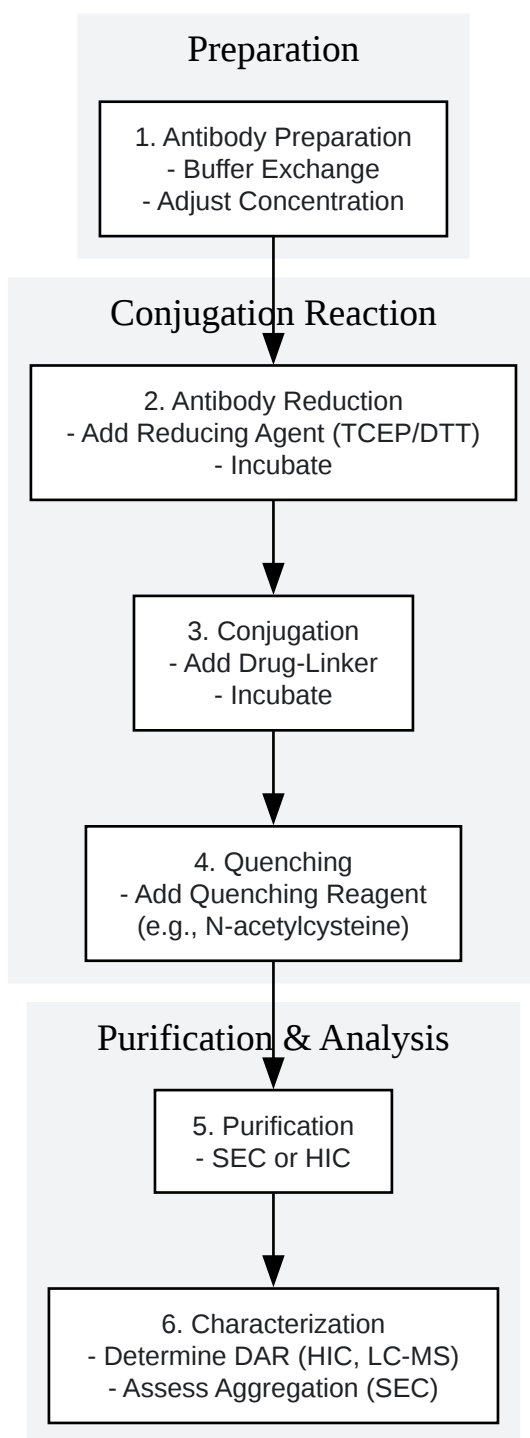 Preparation
1. Antibody Preparation
- Buffer Exchange
- Adjust Concentration
Conjugation Reaction
2. Antibody Reduction
- Add Reducing Agent (TCEP/DTT)
- Incubate
3. Conjugation
- Add Drug-Linker
- Incubate
4. Quenching
- Add Quenching Reagent
(e.g., N-acetylcysteine)
Purification & Analysis
5. Purification
- SEC or HIC
6. Characterization
- Determine DAR (HIC, LC-MS)
- Assess Aggregation (SEC)